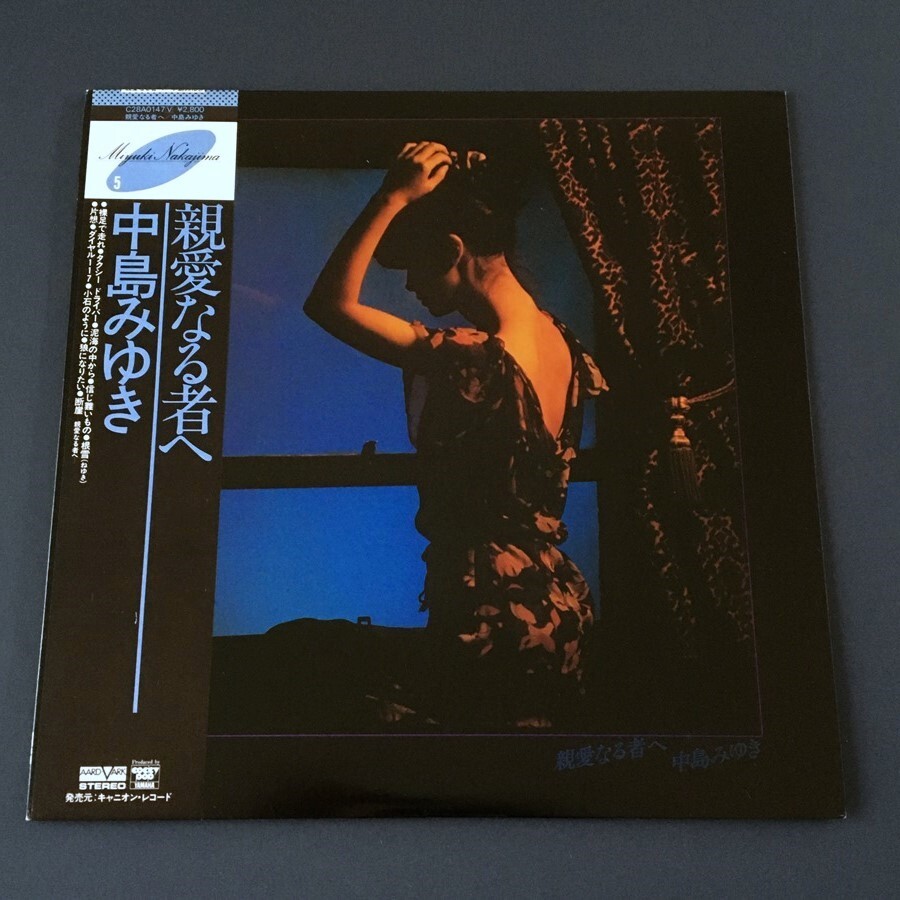 C28A0147V ¥2,800
親愛なる者へ／中島みゆき
Miyuki Nakajima
5
親愛なる者へ
中島みゆき
●裸足で走れ●タクシー ドライバー●泥海の中から●信じ難いもの●根雪(ねゆき)
●片想●ダイヤル117●小石のように●狼になりたい●断崖 親愛なる者へ
AARD VARK
STEREO
Produced by
YAMAHA
発売元:キャニオン・レコード
親愛なる者へ 中島みゆき